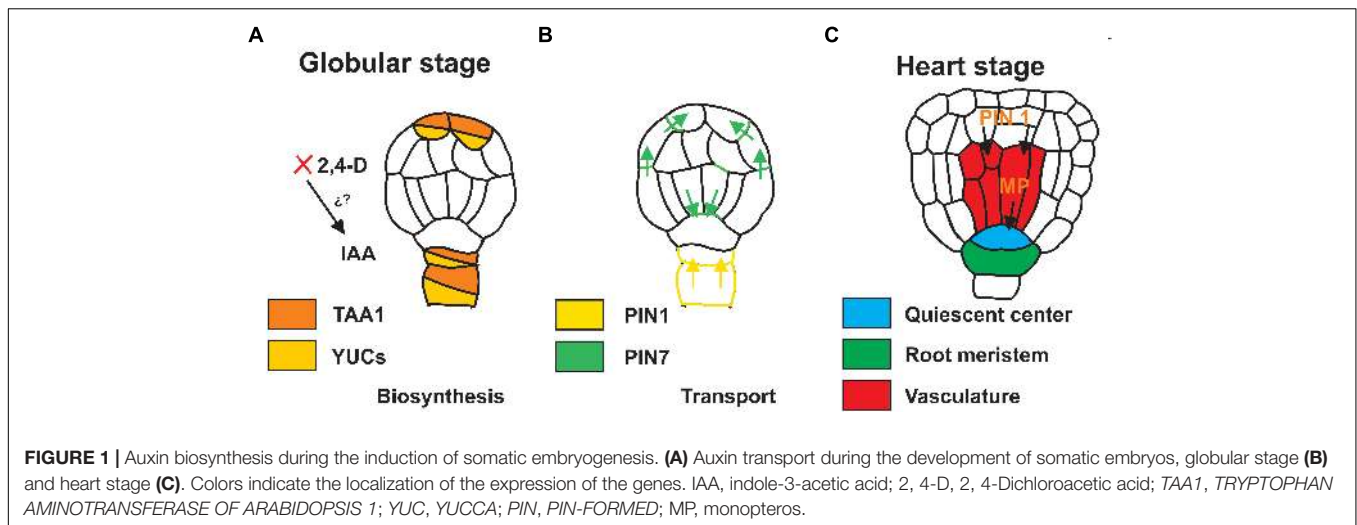 A
B
C
Globular stage
Heart stage
2,4-D
¿?
IAA
PIN 1
MP
TAA1
YUCs
Biosynthesis
PIN1
PIN7
Transport
Quiescent center
Root meristem
Vasculature
FIGURE 1 | Auxin biosynthesis during the induction of somatic embryogenesis. (A) Auxin transport during the development of somatic embryos, globular stage (B)
and heart stage (C). Colors indicate the localization of the expression of the genes. IAA, indole-3-acetic acid; 2, 4-D, 2, 4-Dichloroacetic acid; TAA1, TRYPTOPHAN
AMINOTRANSFERASE OF ARABIDOPSIS 1; YUC, YUCCA; PIN, PIN-FORMED; MP, monopteros.